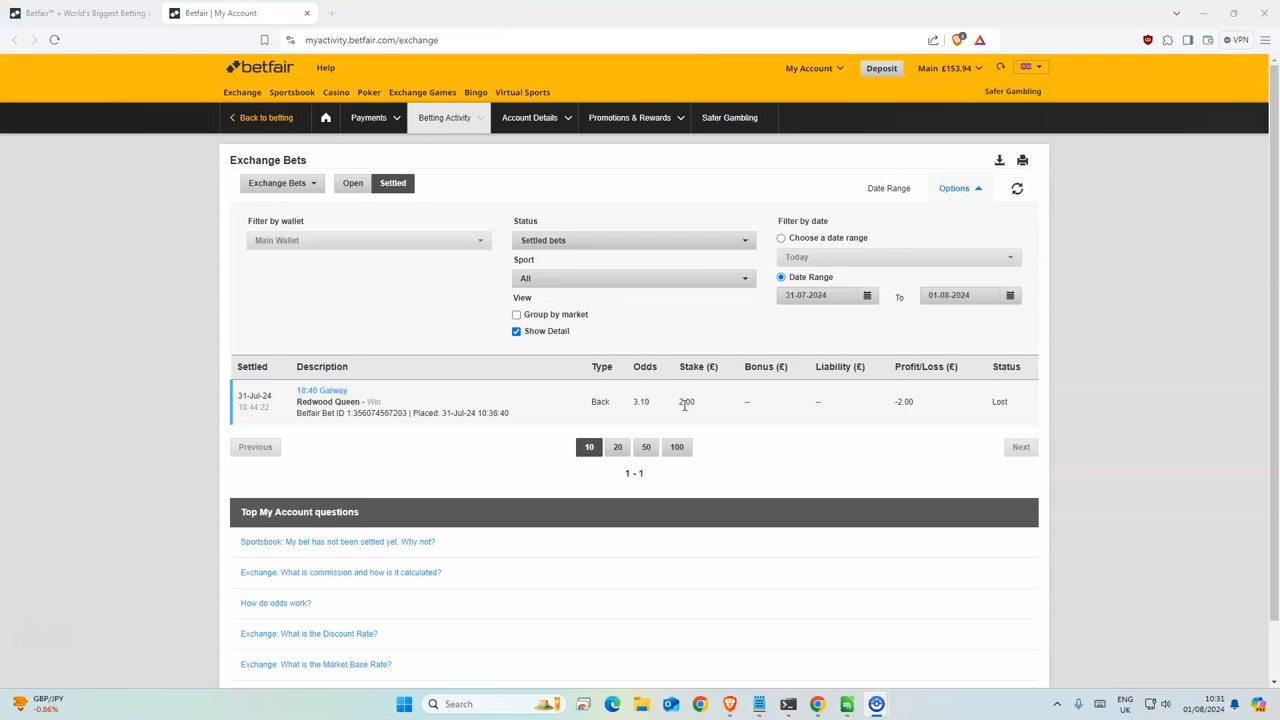 Betfair™ » World's Biggest Betting
Betfair | My Account
myactivity.betfair.com/exchange
VPN
betfair
Help
My Account
Deposit
Main £153.94
Exchange Sportsbook Casino Poker Exchange Games Bingo Virtual Sports
Safer Gambling
Back to betting
Payments
Betting Activity
Account Details
Promotions & Rewards
Safer Gambling
Exchange Bets
Exchange Bets
Open
Settled
Date Range
Options
Filter by wallet
Main Wallet
Status
Settled bets
Sport
All
View
Group by market
Show Detail
Filter by date
Choose a date range
Today
Date Range
31-07-2024
To
01-08-2024
Settled Description Type Odds Stake (£) Bonus (£) Liability (£) Profit/Loss (£) Status
31-Jul-24
18:44:22
18:40 Galway
Redwood Queen - Win
Betfair Bet ID 1:356074567203 | Placed: 31-Jul-24 10:36:40
Back 3.10 2.00 -- -- -2.00 Lost
Previous
10 20 50 100
Next
1 - 1
Top My Account questions
Sportsbook: My bet has not been settled yet. Why not?
Exchange: What is commission and how is it calculated?
How do odds work?
Exchange: What is the Discount Rate?
Exchange: What is the Market Base Rate?
GBP/JPY
-0.86%
Search
ENG
UK
10:31
01/08/2024